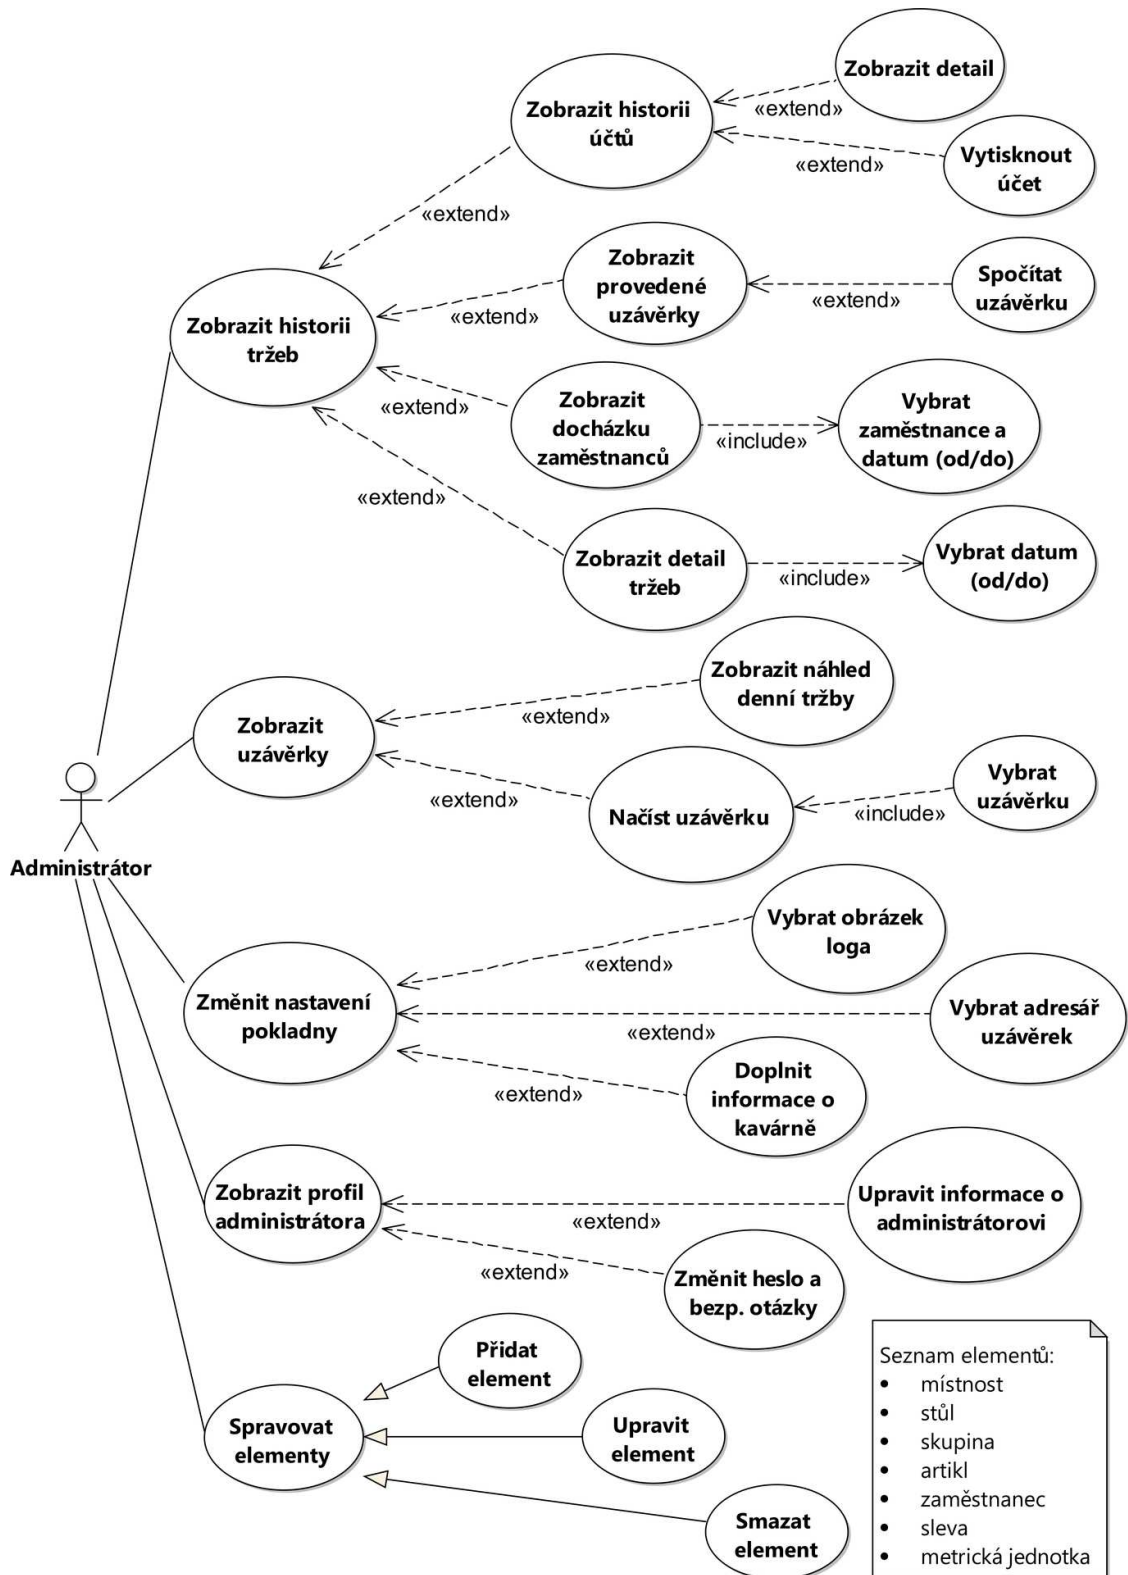 Zobrazit detail
Zobrazit historii
účtů
«extend»
Vytisknout
účet
«extend»
«extend»
Zobrazit
provedené
uzávěrky
Spočítat
uzávěrku
«extend»
«extend»
Zobrazit historii
tržeb
Zobrazit
docházku
zaměstnanců
«extend»
Vybrat
zaměstnance a
datum (od/do)
«include»
«extend»
Zobrazit detail
tržeb
Vybrat datum
(od/do)
«include»
Zobrazit náhled
denní tržby
Zobrazit
uzávěrky
«extend»
«extend»
Načíst uzávěrku
Vybrat
uzávěrku
«include»
Administrátor
Vybrat obrázek
loga
«extend»
Změnit nastavení
pokladny
Vybrat adresář
uzávěrek
«extend»
«extend»
Doplnit
informace o
kavárně
Zobrazit profil
administrátora
Upravit informace o
administrátorovi
«extend»
«extend»
Změnit heslo a
bezp. otázky
Přidat
element
Spravovat
elementy
Upravit
element
Smazat
element
Seznam elementů:
• místnost
• stůl
• skupina
• artikl
• zaměstnanec
• sleva
• metrická jednotka